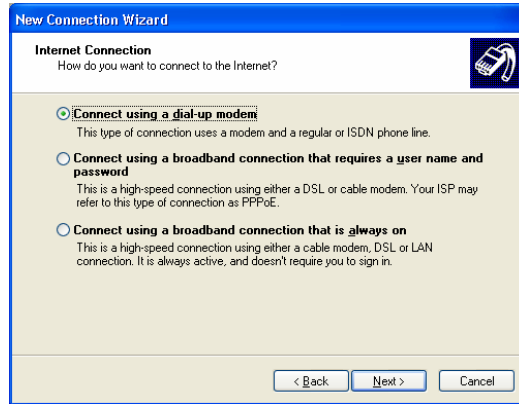 New Connection Wizard
Internet Connection
How do you want to connect to the Internet?
Connect using a dial-up modem
This type of connection uses a modem and a regular or ISDN phone line.
Connect using a broadband connection that requires a user name and
password
This is a high-speed connection using either a DSL or cable modem. Your ISP may
refer to this type of connection as PPPoE.
Connect using a broadband connection that is always on
This is a high-speed connection using either a cable modem, DSL or LAN
connection. It is always active, and doesn't require you to sign in.
< Back Next > Cancel